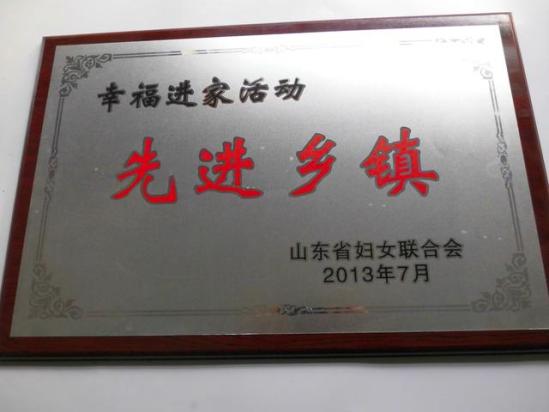 幸福进家活动
先进乡镇
山东省妇女联合会
2013年7月